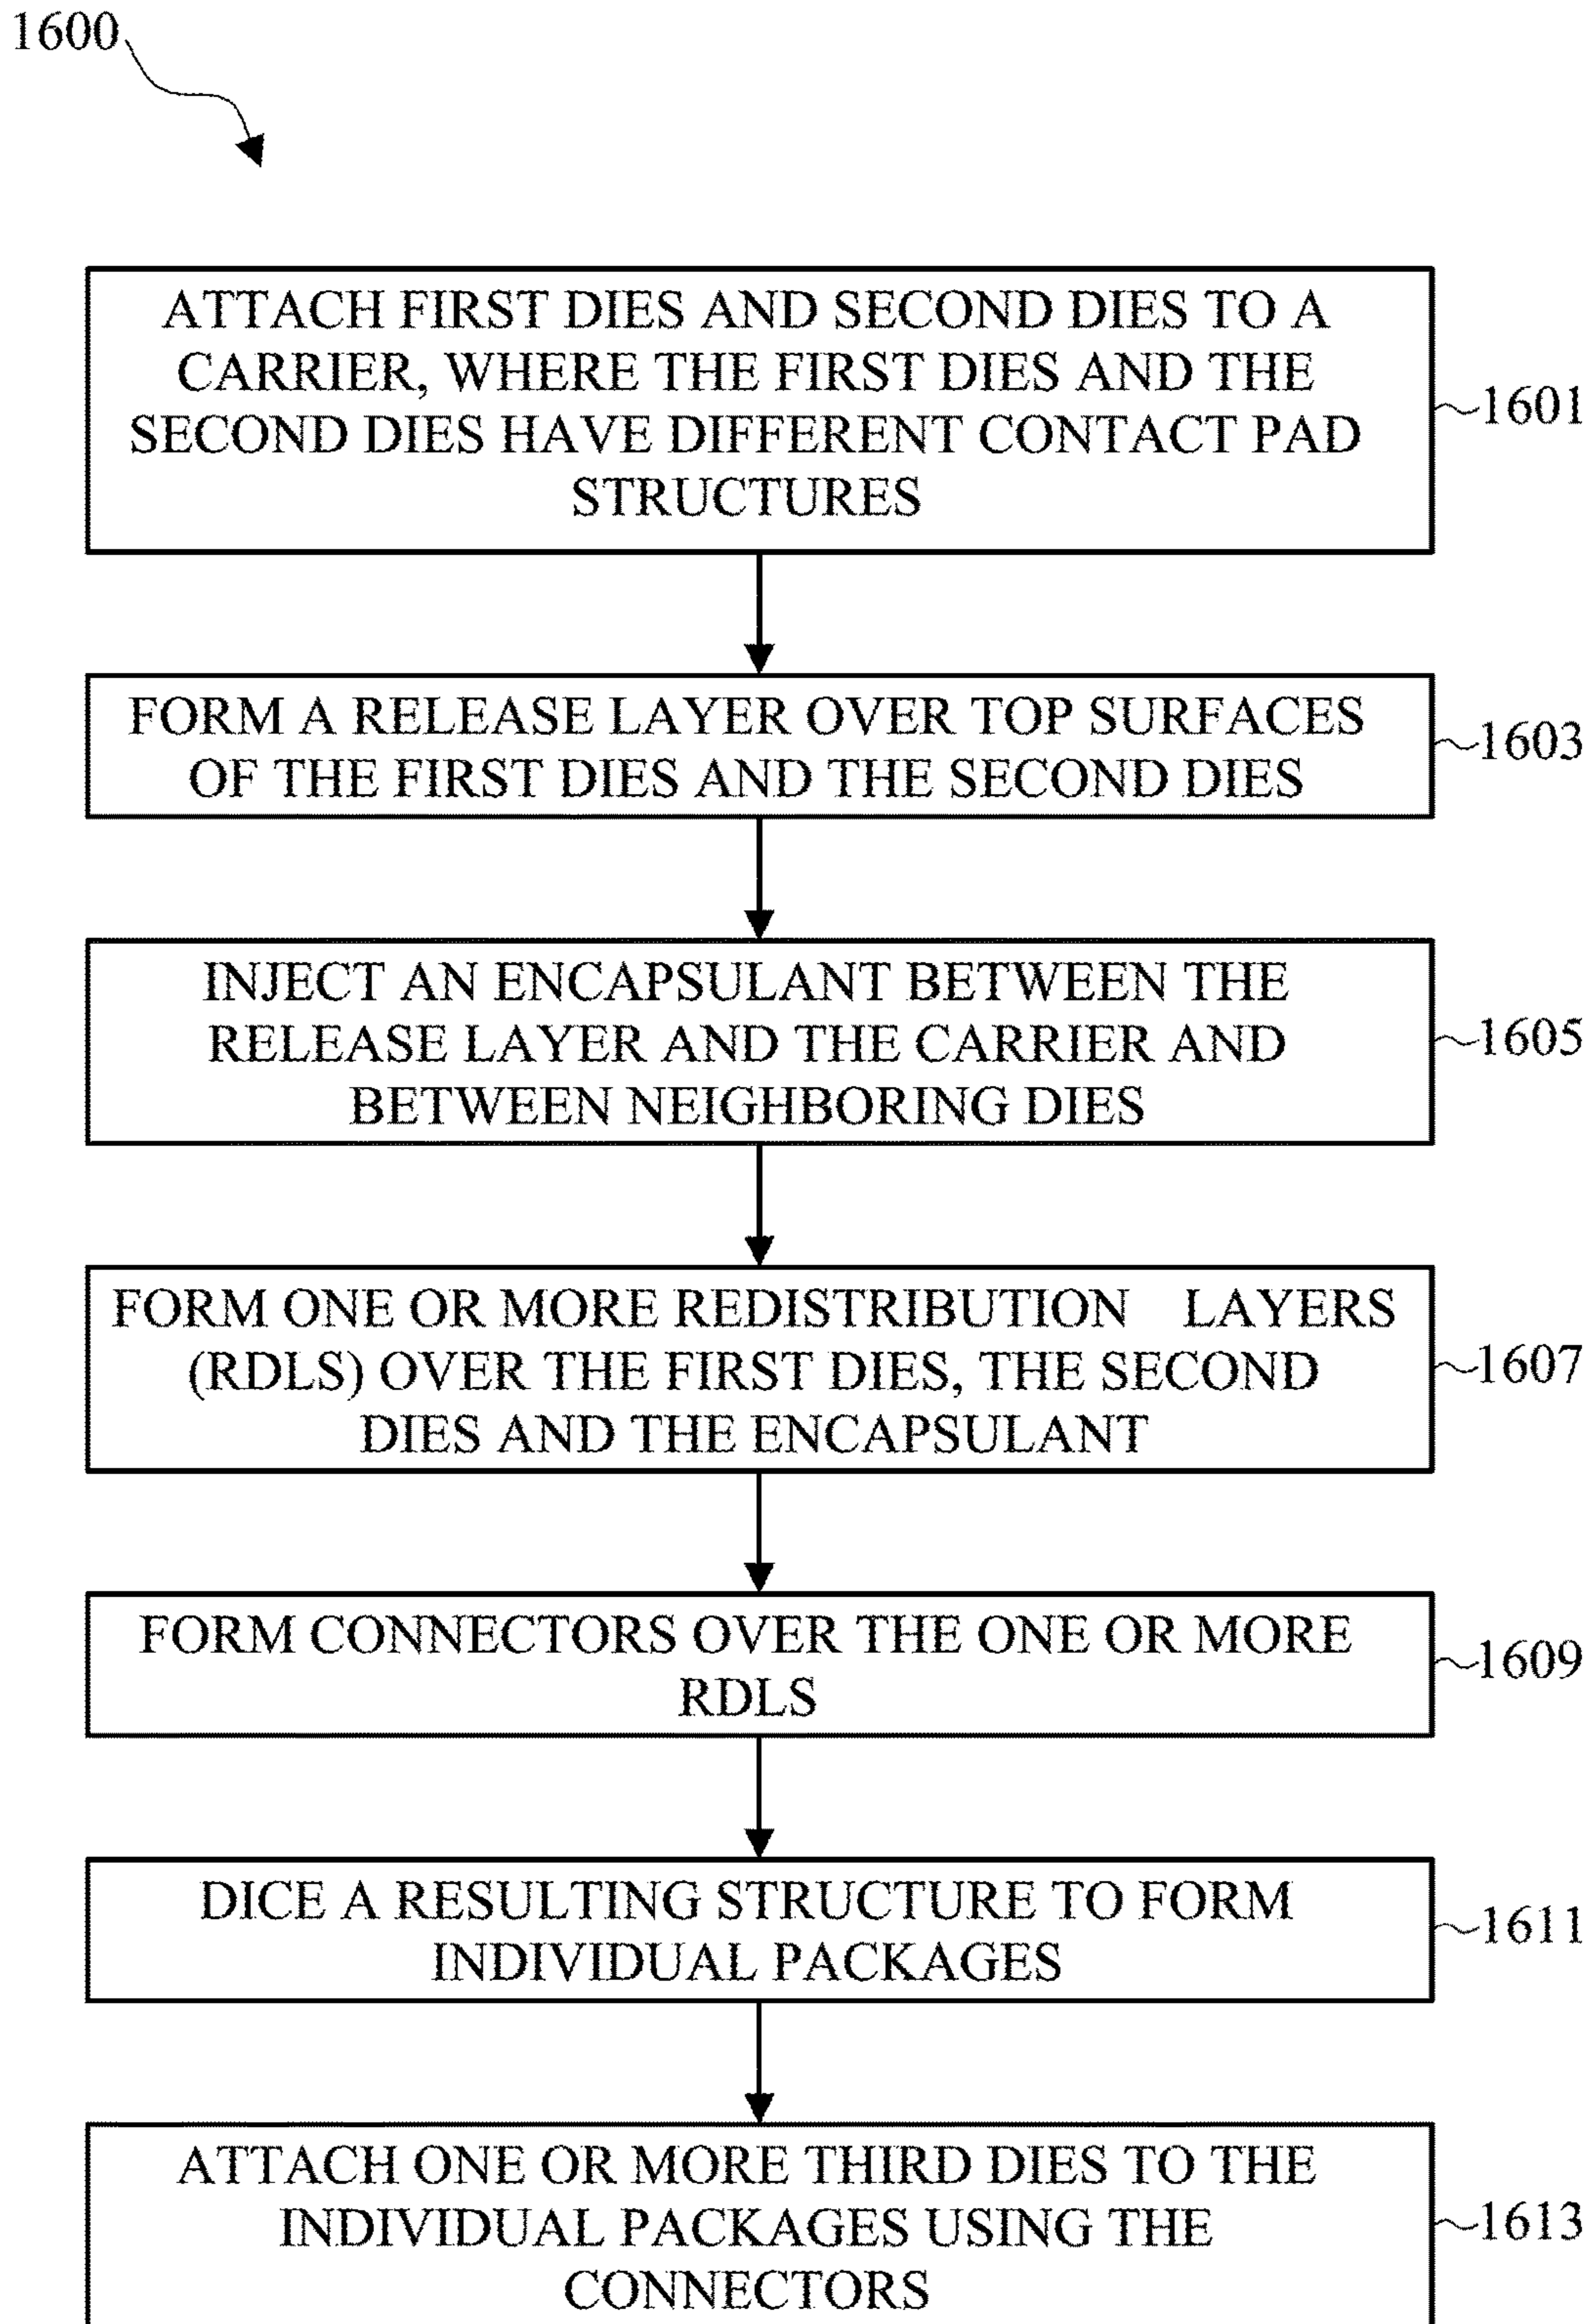 1600
ATTACH FIRST DIES AND SECOND DIES TO A
CARRIER, WHERE THE FIRST DIES AND THE
SECOND DIES HAVE DIFFERENT CONTACT PAD
STRUCTURES
1601
FORM A RELEASE LAYER OVER TOP SURFACES
OF THE FIRST DIES AND THE SECOND DIES
1603
INJECT AN ENCAPSULANT BETWEEN THE
RELEASE LAYER AND THE CARRIER AND
BETWEEN NEIGHBORING DIES
1605
FORM ONE OR MORE REDISTRIBUTION LAYERS
(RDLS) OVER THE FIRST DIES, THE SECOND
DIES AND THE ENCAPSULANT
1607
FORM CONNECTORS OVER THE ONE OR MORE
RDLS
1609
DICE A RESULTING STRUCTURE TO FORM
INDIVIDUAL PACKAGES
1611
ATTACH ONE OR MORE THIRD DIES TO THE
INDIVIDUAL PACKAGES USING THE
CONNECTORS
1613